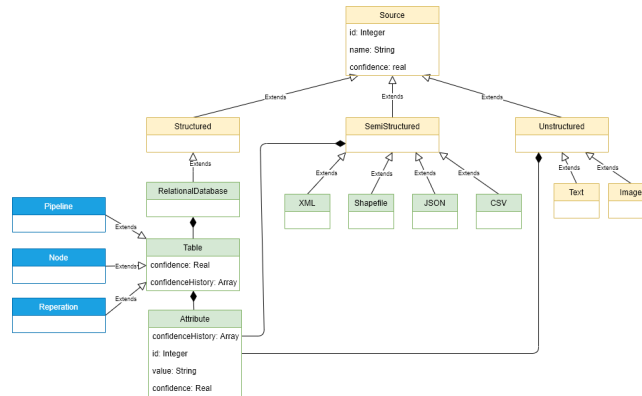 Source
id: Integer
name: String
confidence: real
Extends
Extends
Extends
Structured
SemiStructured
Unstructured
Extends
Extends
Extends
Extends
Extends
Extends
Extends
RelationalDatabase
XML
Shapefile
JSON
CSV
Text
Image
Pipeline
Extends
Table
confidence: Real
confidenceHistory: Array
Node
Extends
Reperation
Extends
Attribute
confidenceHistory: Array
id: Integer
value: String
confidence: Real